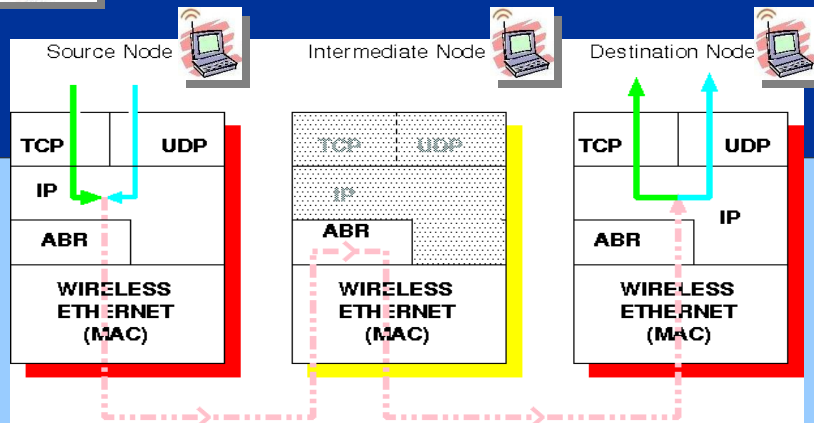 Source Node
Intermediate Node
Destination Node
TCP
UDP
IP
ABR
WIRELESS
ETHERNET
(MAC)
TCP
UDP
IP
ABR
WIRELESS
ETHERNET
(MAC)
TCP
UDP
IP
ABR
WIRELESS
ETHERNET
(MAC)